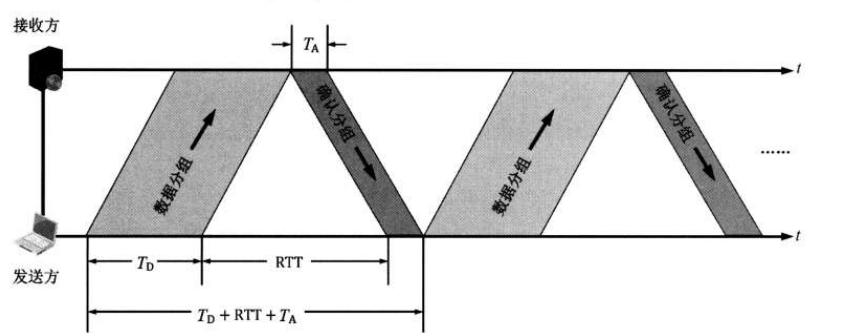 接收方
T_A
t
确认分组
确认分组
数据分组
数据分组
……
t
发送方
T_D
RTT
T_D + RTT + T_A